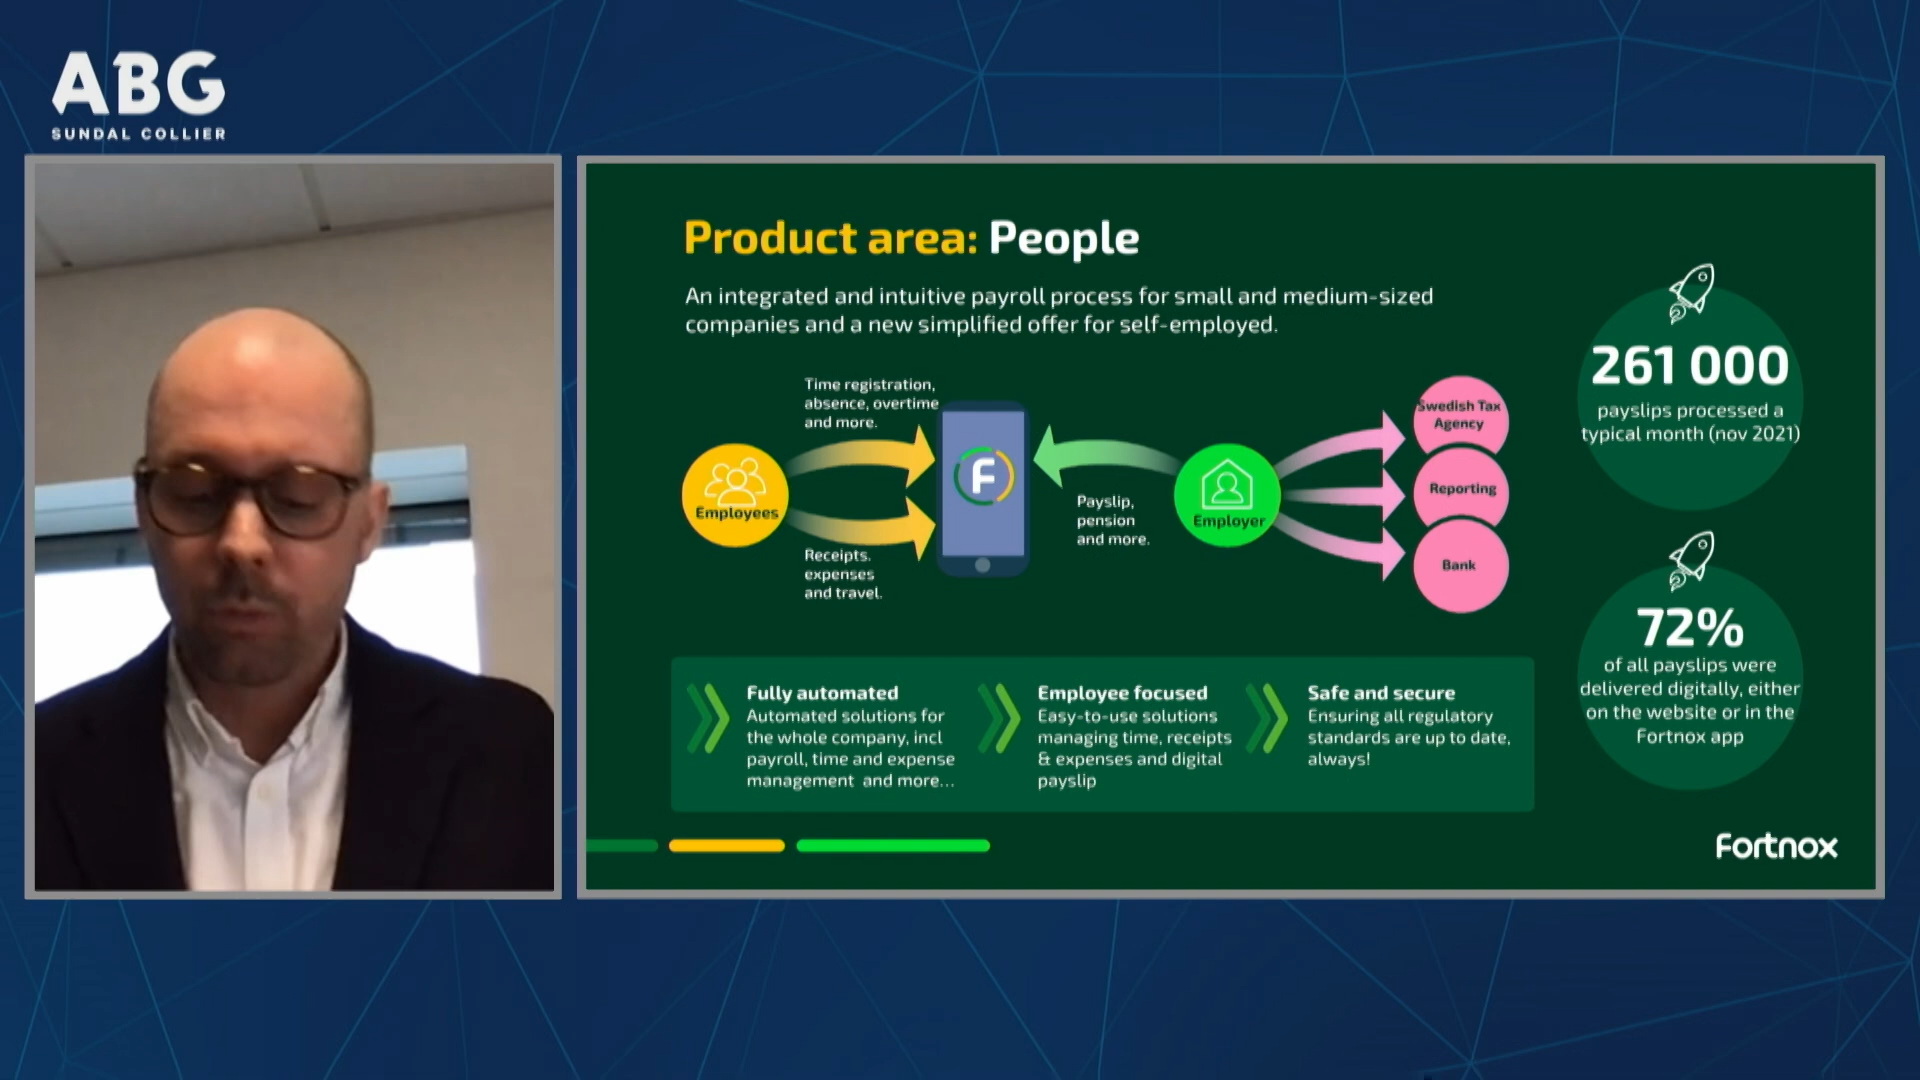 ABG
SUNDAL COLLIER
Product area: People
An integrated and intuitive payroll process for small and medium-sized
companies and a new simplified offer for self-employed.
Time registration,
absence, overtime
and more.
Employees
Receipts.
expenses
and travel.
F
Payslip,
pension
and more.
Employer
Swedish Tax
Agency
Reporting
Bank
261 000
payslips processed a
typical month (nov 2021)
72%
of all payslips were
delivered digitally, either
on the website or in the
Fortnox app
Fully automated
Automated solutions for
the whole company, incl
payroll, time and expense
management and more...
Employee focused
Easy-to-use solutions
managing time, receipts
& expenses and digital
payslip
Safe and secure
Ensuring all regulatory
standards are up to date,
always!
Fortnox